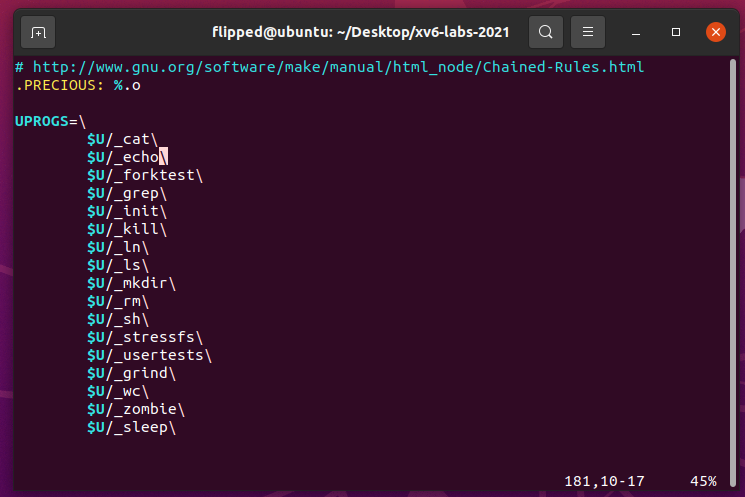 flipped@ubuntu: ~/Desktop/xv6-labs-2021
# http://www.gnu.org/software/make/manual/html_node/Chained-Rules.html
.PRECIOUS: %.o
UPROGS=\
$U/_cat\
$U/_echo\
$U/_forktest\
$U/_grep\
$U/_init\
$U/_kill\
$U/_ln\
$U/_ls\
$U/_mkdir\
$U/_rm\
$U/_sh\
$U/_stressfs\
$U/_usertests\
$U/_grind\
$U/_wc\
$U/_zombie\
$U/_sleep\
181,10-17 45%